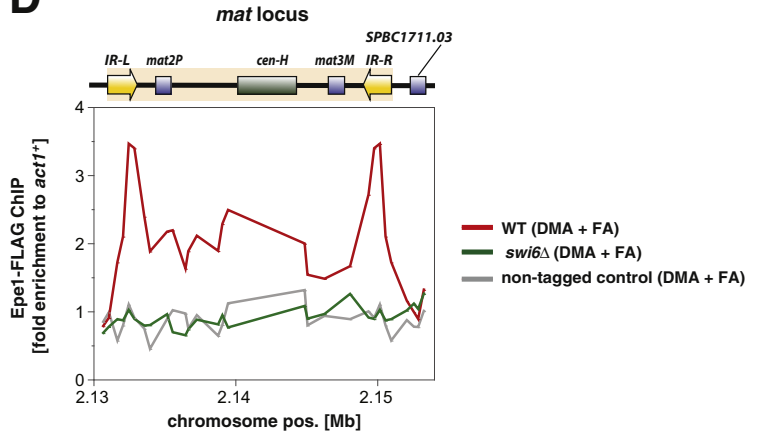 D
mat locus
SPBC1711.03
IR-L mat2P cen-H mat3M IR-R
4
3
2
1
0
Epe1-FLAG ChIP
[fold enrichment to act1⁺]
2.13 2.14 2.15
chromosome pos. [Mb]
WT (DMA + FA)
swi6Δ (DMA + FA)
non-tagged control (DMA + FA)